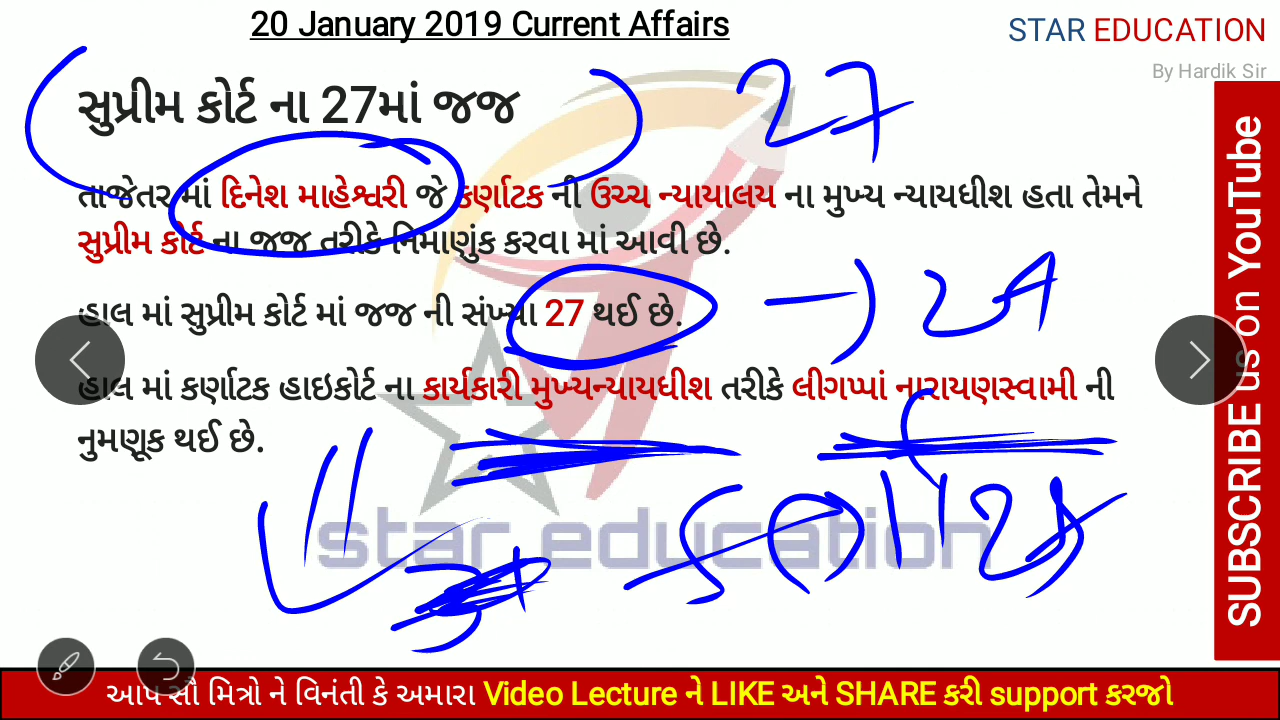 20 January 2019 Current Affairs
STAR EDUCATION
By Hardik Sir
સુપ્રીમ કોર્ટ ના 27માં જજ
27
તાજેતર માં દિનેશ માહેશ્વરી જે કર્ણાટક ની ઉચ્ચ ન્યાયાલય ના મુખ્ય ન્યાયધીશ હતા તેમને
સુપ્રીમ કોર્ટ ના જજ તરીકે નિમાણુંક કરવા માં આવી છે.
હાલ માં સુપ્રીમ કોર્ટ માં જજ ની સંખ્યા 27 થઈ છે.
હાલ માં કર્ણાટક હાઇકોર્ટ ના કાર્યકારી મુખ્યન્યાયધીશ તરીકે લીગપ્પાં નારાયણસ્વામી ની
નુમણૂક થઈ છે.
star education
SUBSCRIBE us on YouTube
આપ સૌ મિત્રો ને વિનંતી કે અમારા Video Lecture ને LIKE અને SHARE કરી support કરજો